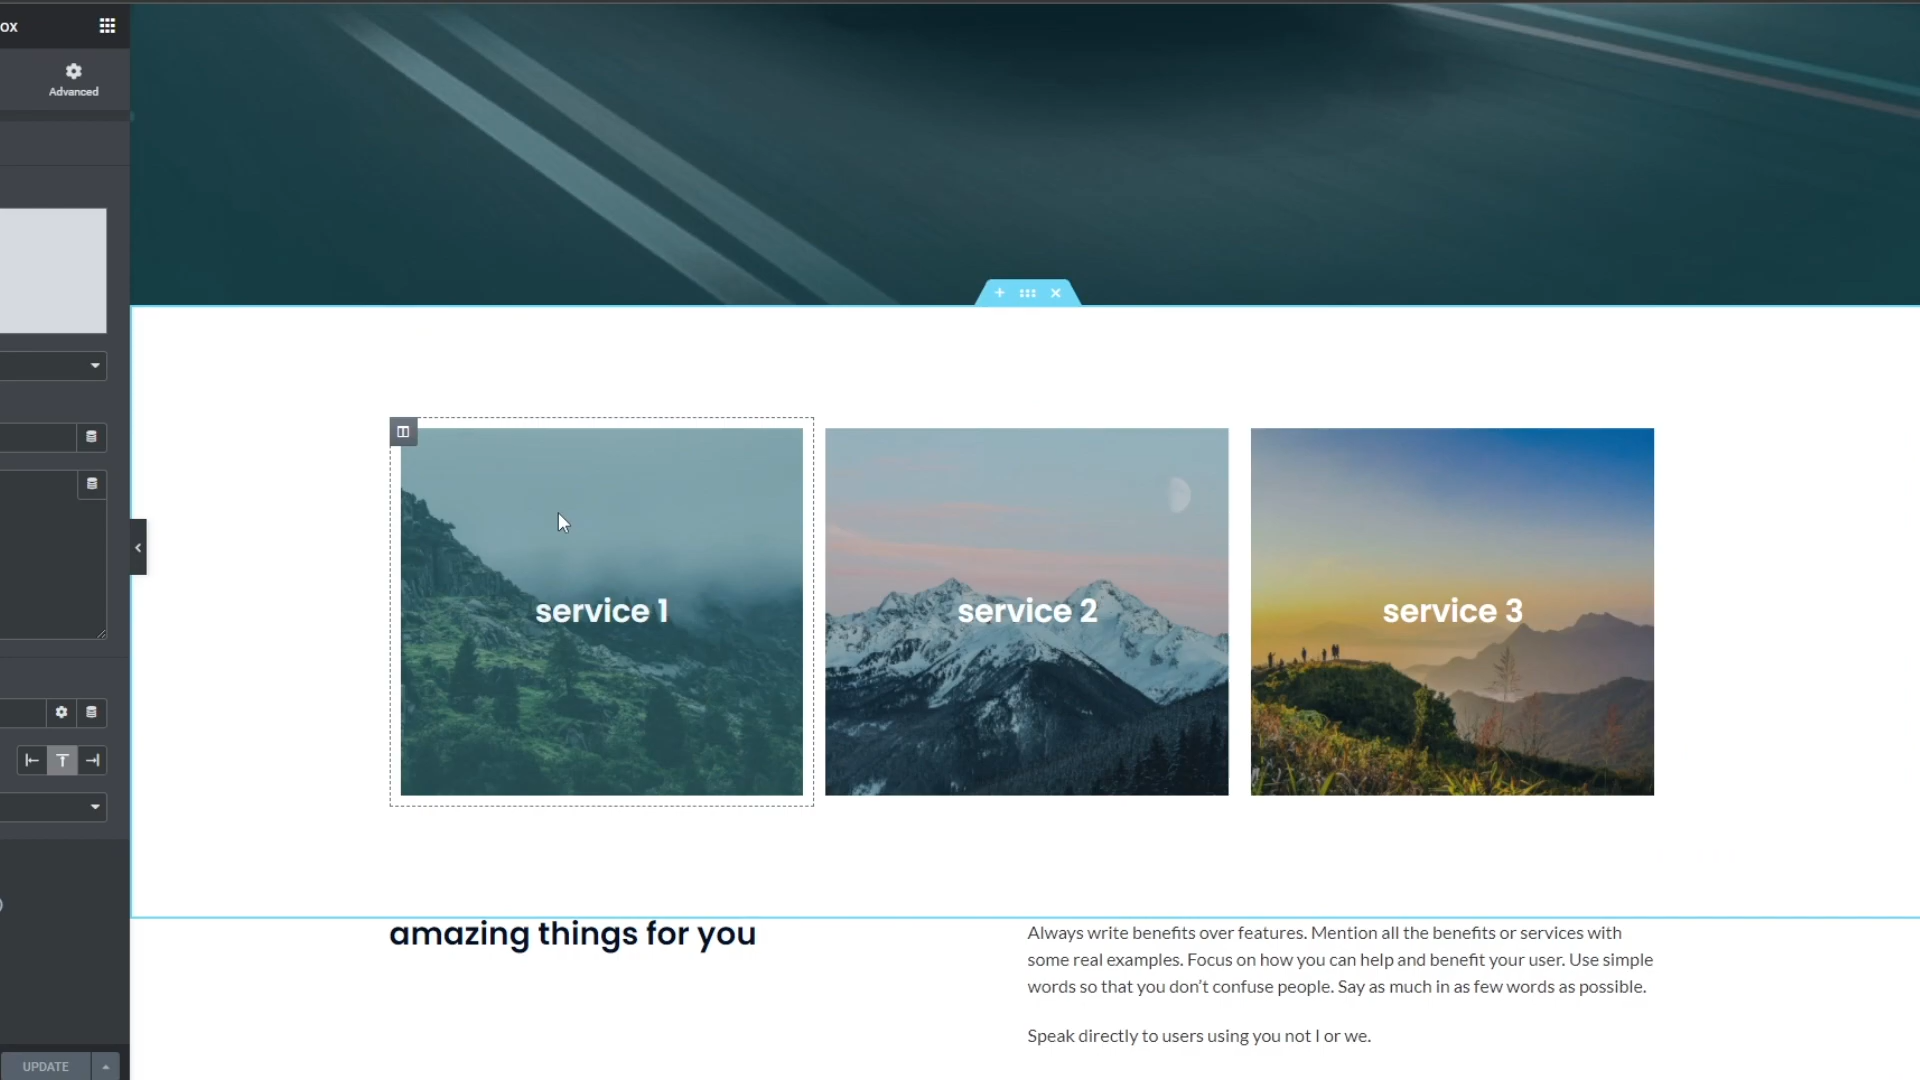 ox
Advanced
service 1
service 2
service 3
amazing things for you
Always write benefits over features. Mention all the benefits or services with
some real examples. Focus on how you can help and benefit your user. Use simple
words so that you don't confuse people. Say as much in as few words as possible.
Speak directly to users using you not I or we.
UPDATE